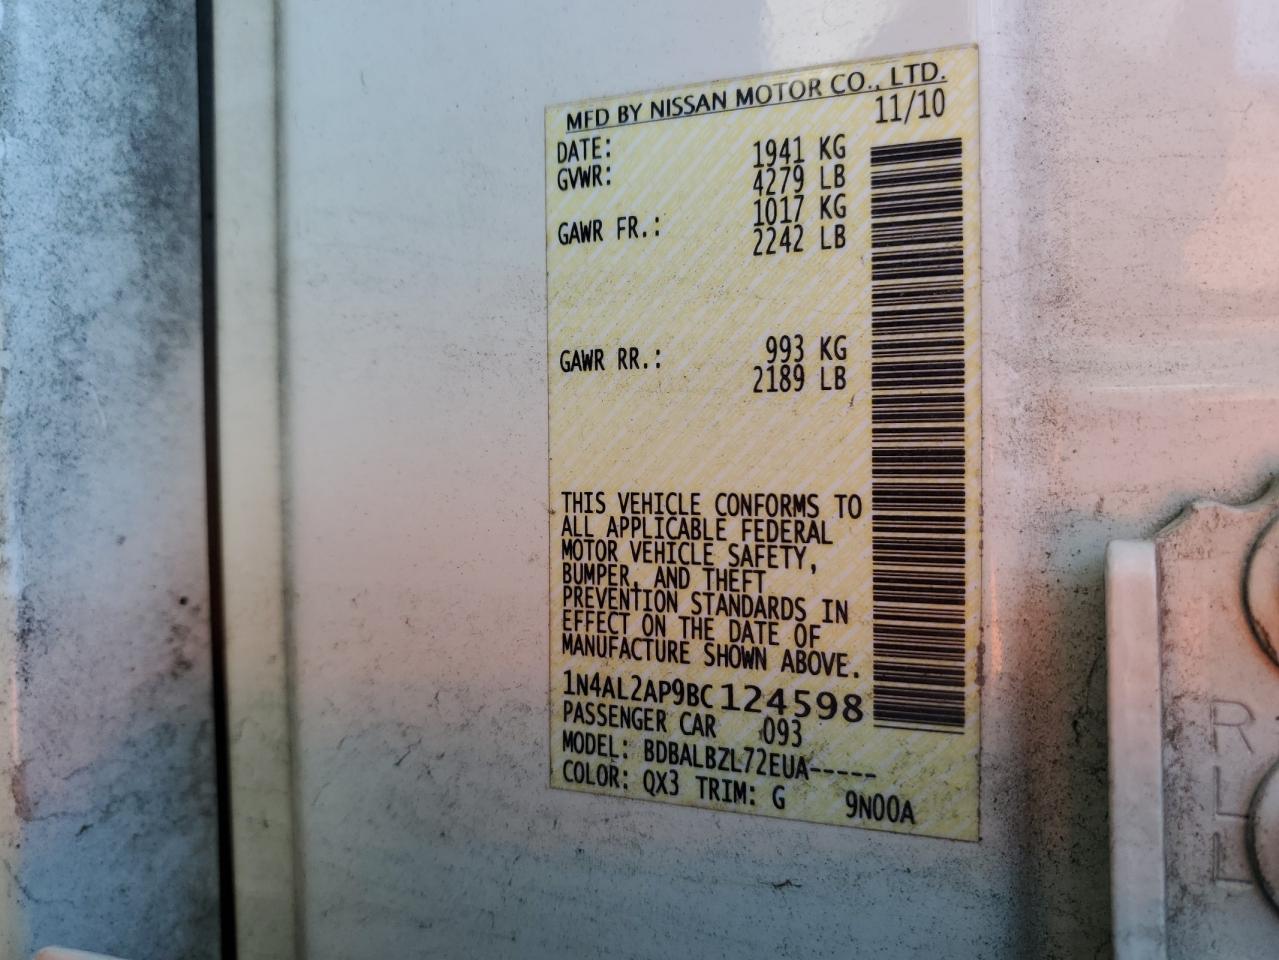 MFD BY NISSAN MOTOR CO., LTD.
DATE: 11/10
GVWR: 1941 KG
4279 LB
GAWR FR.: 1017 KG
2242 LB
GAWR RR.: 993 KG
2189 LB
THIS VEHICLE CONFORMS TO
ALL APPLICABLE FEDERAL
MOTOR VEHICLE SAFETY,
BUMPER, AND THEFT
PREVENTION STANDARDS IN
EFFECT ON THE DATE OF
MANUFACTURE SHOWN ABOVE.
1N4AL2AP9BC124598
PASSENGER CAR 093
MODEL: BDBALBZL72EUA-----
COLOR: QX3 TRIM: G 9N00A
R
L
L